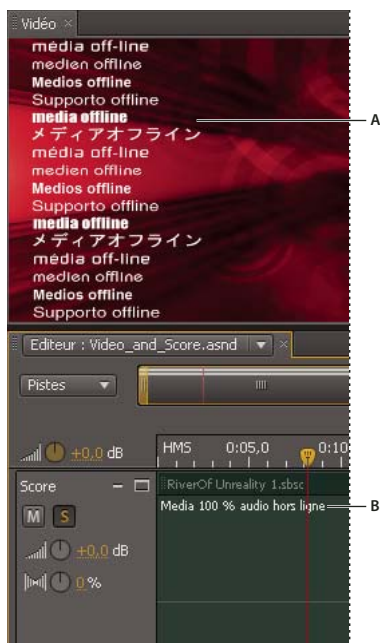 Vidéo
média off-line
medien offline
Medios offline
Supporto offline
media offline
メディアオフライン
média off-line
medien offline
Medios offline
Supporto offline
media offline
メディアオフライン
média off-line
medien offline
Medios offline
Supporto offline
A
Editeur : Video_and_Score.asnd
Pistes
+0,0 dB
HMS 0:05,0 0:10
Score
RiverOf Unreality 1.sbsc
M S
Media 100 % audio hors ligne
B
+0,0 dB
0 %